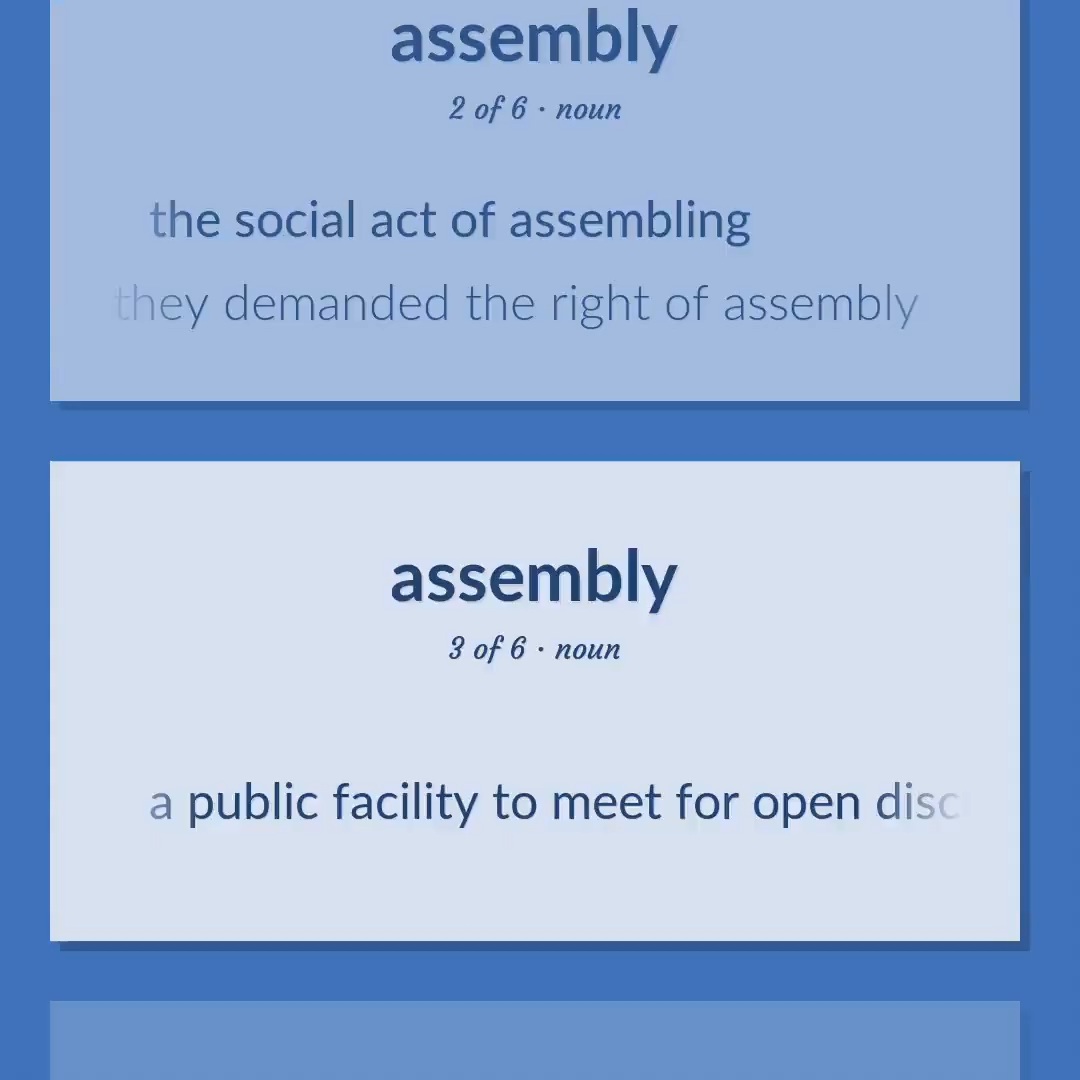 assembly
2 of 6 · noun
the social act of assembling
they demanded the right of assembly
assembly
3 of 6 · noun
a public facility to meet for open